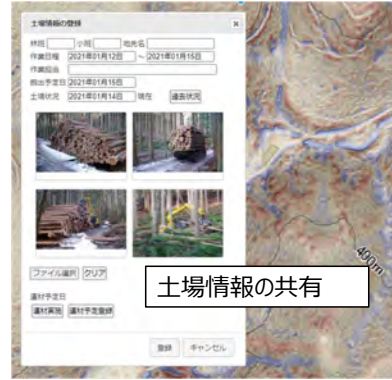 土場情報の登録 ×
林班 小班 地先名
作業日程 2021年01月12日 ~ 2021年01月15日
作業担当
搬出予定日 2021年01月15日
土場状況 2021年01月14日 現在 過去状況
ファイル選択 クリア
土場情報の共有
運材予定日
運材実施 運材予定登録
登録 キャンセル
400m